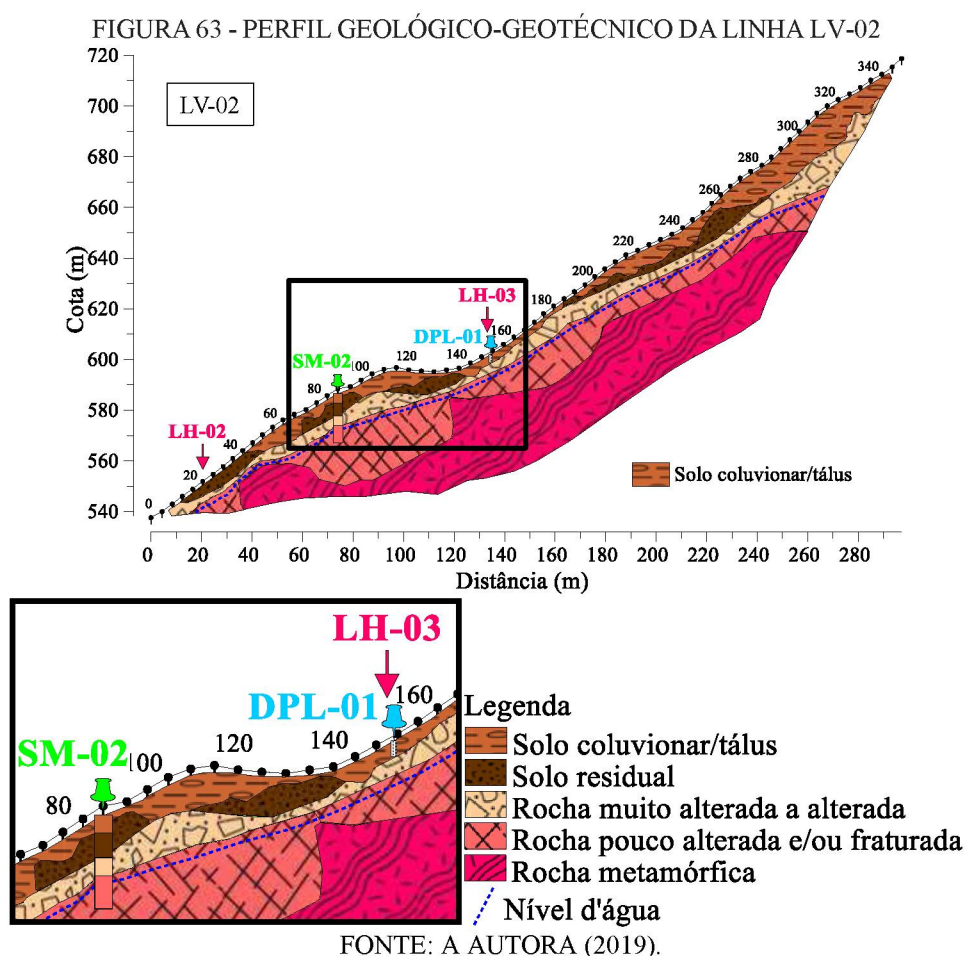 FIGURA 63 - PERFIL GEOLÓGICO-GEOTÉCNICO DA LINHA LV-02
LV-02
Cota (m)
720
700
680
660
640
620
600
580
560
540
0
20
40
60
80
100
120
140
160
180
200
220
240
260
280
300
320
340
LH-02
SM-02
DPL-01
LH-03
Solo coluvionar/tálus
0 20 40 60 80 100 120 140 160 180 200 220 240 260 280
Distância (m)
LH-03
DPL-01
160
SM-02
80
100
120
140
Legenda
Solo coluvionar/tálus
Solo residual
Rocha muito alterada a alterada
Rocha pouco alterada e/ou fraturada
Rocha metamórfica
Nível d'água
FONTE: A AUTORA (2019).